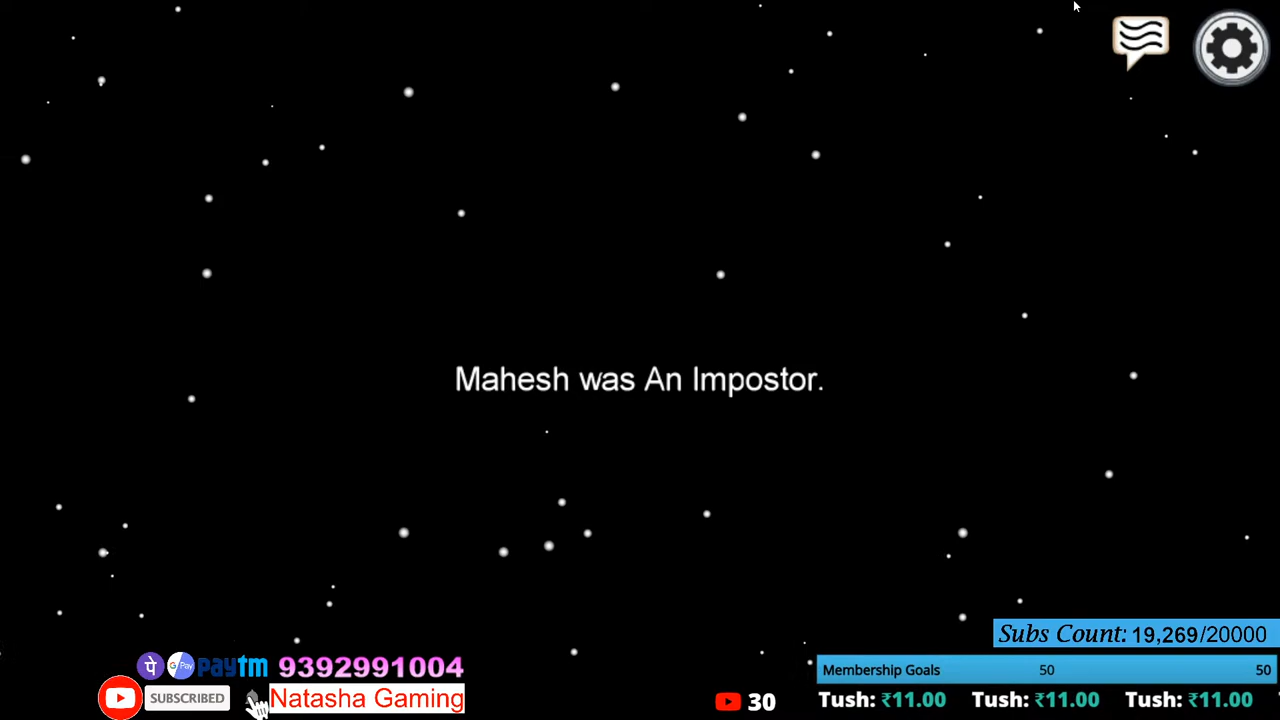 Mahesh was An Impostor.
Subs Count: 19,269/20000
पे G Pay paytm 9392991004
Membership Goals 50 50
SUBSCRIBED Natasha Gaming
30
Tush: ₹11.00 Tush: ₹11.00 Tush: ₹11.00